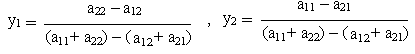 y₁ = (a₂₂ – a₁₂) / ((a₁₁+ a₂₂) – (a₁₂+ a₂₁)) , y₂ = (a₁₁ – a₂₁) / ((a₁₁+ a₂₂) – (a₁₂+ a₂₁))